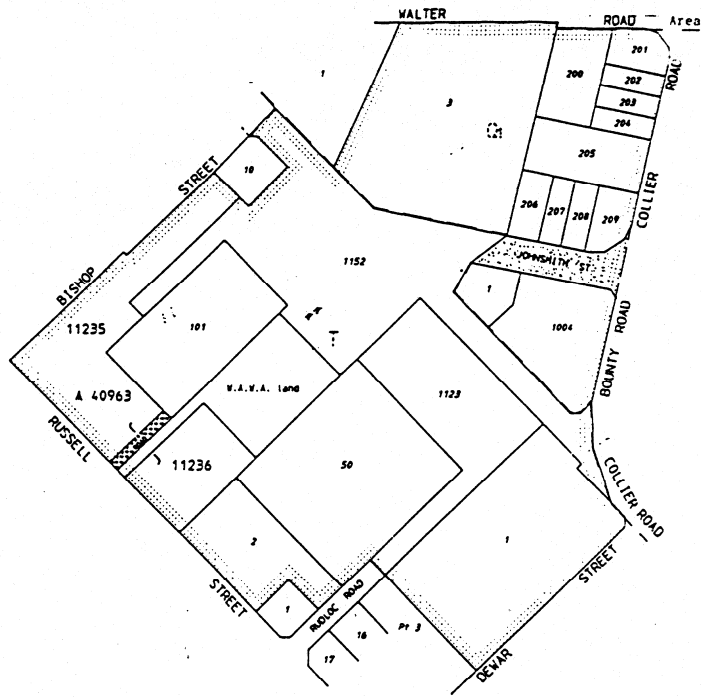 WALTER ROAD Area
1
3
200
201
202
203
204
205
206
207
208
209
COLLIER ROAD
JOHNSMITH ST
STREET
10
1152
BISHOP
11235
101
1
1004
BOUNTY ROAD
A 40963
W.A.W.A. land
1123
RUSSELL
11236
50
COLLIER ROAD
2
1
STREET
STREET
1
RUDLOC ROAD
16
Pt 3
17
DEWAR